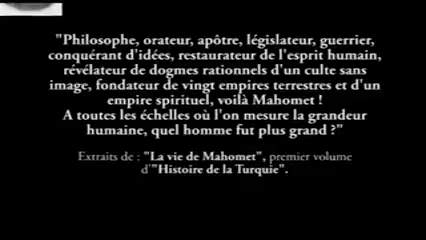 "Philosophe, orateur, apôtre, législateur, guerrier,
conquérant d'idées, restaurateur de l'esprit humain,
révélateur de dogmes rationnels d'un culte sans
image, fondateur de vingt empires terrestres et d'un
empire spirituel, voilà Mahomet !
A toutes les échelles où l'on mesure la grandeur
humaine, quel homme fut plus grand ?"
Extraits de : "La vie de Mahomet", premier volume
d'"Histoire de la Turquie".